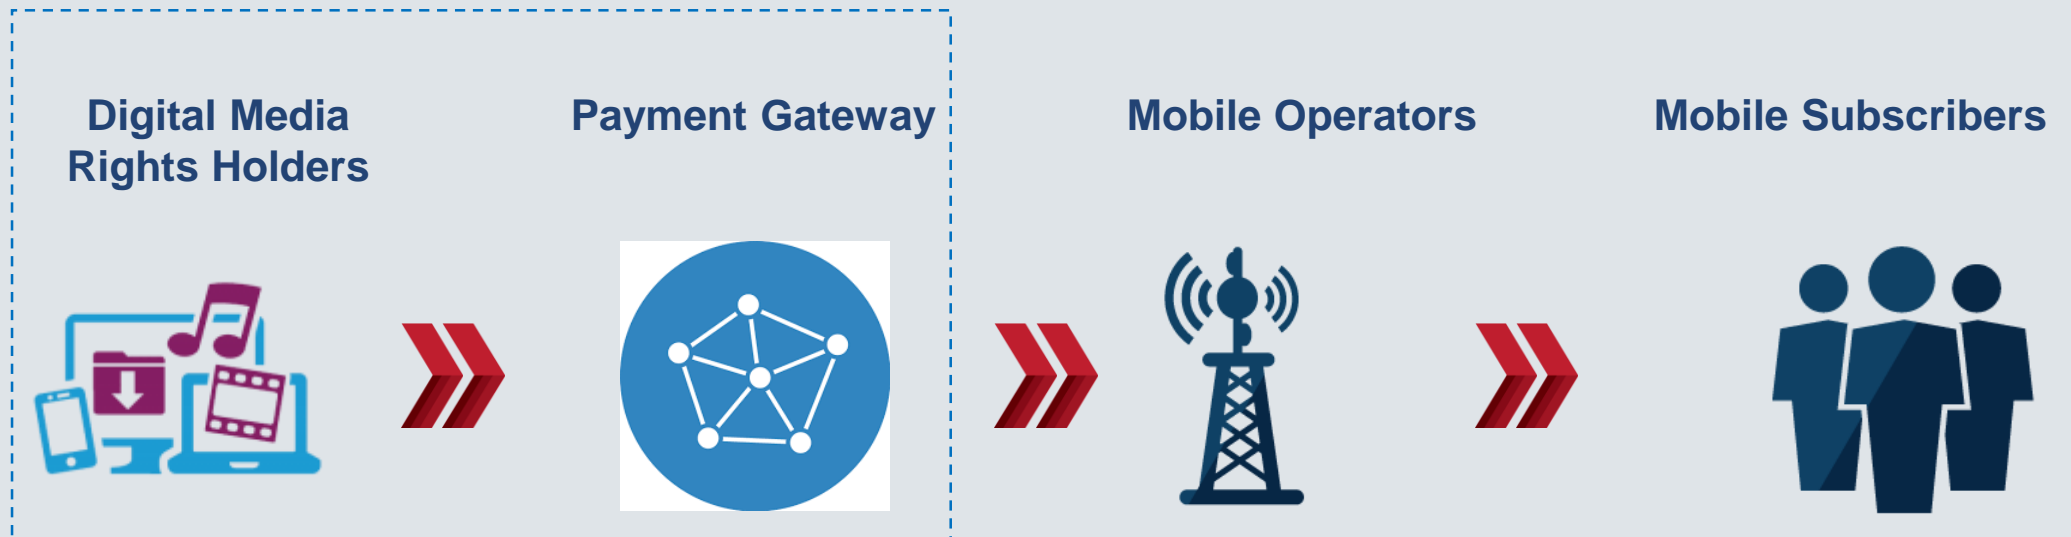 Digital Media
Rights Holders
Payment Gateway
Mobile Operators
Mobile Subscribers